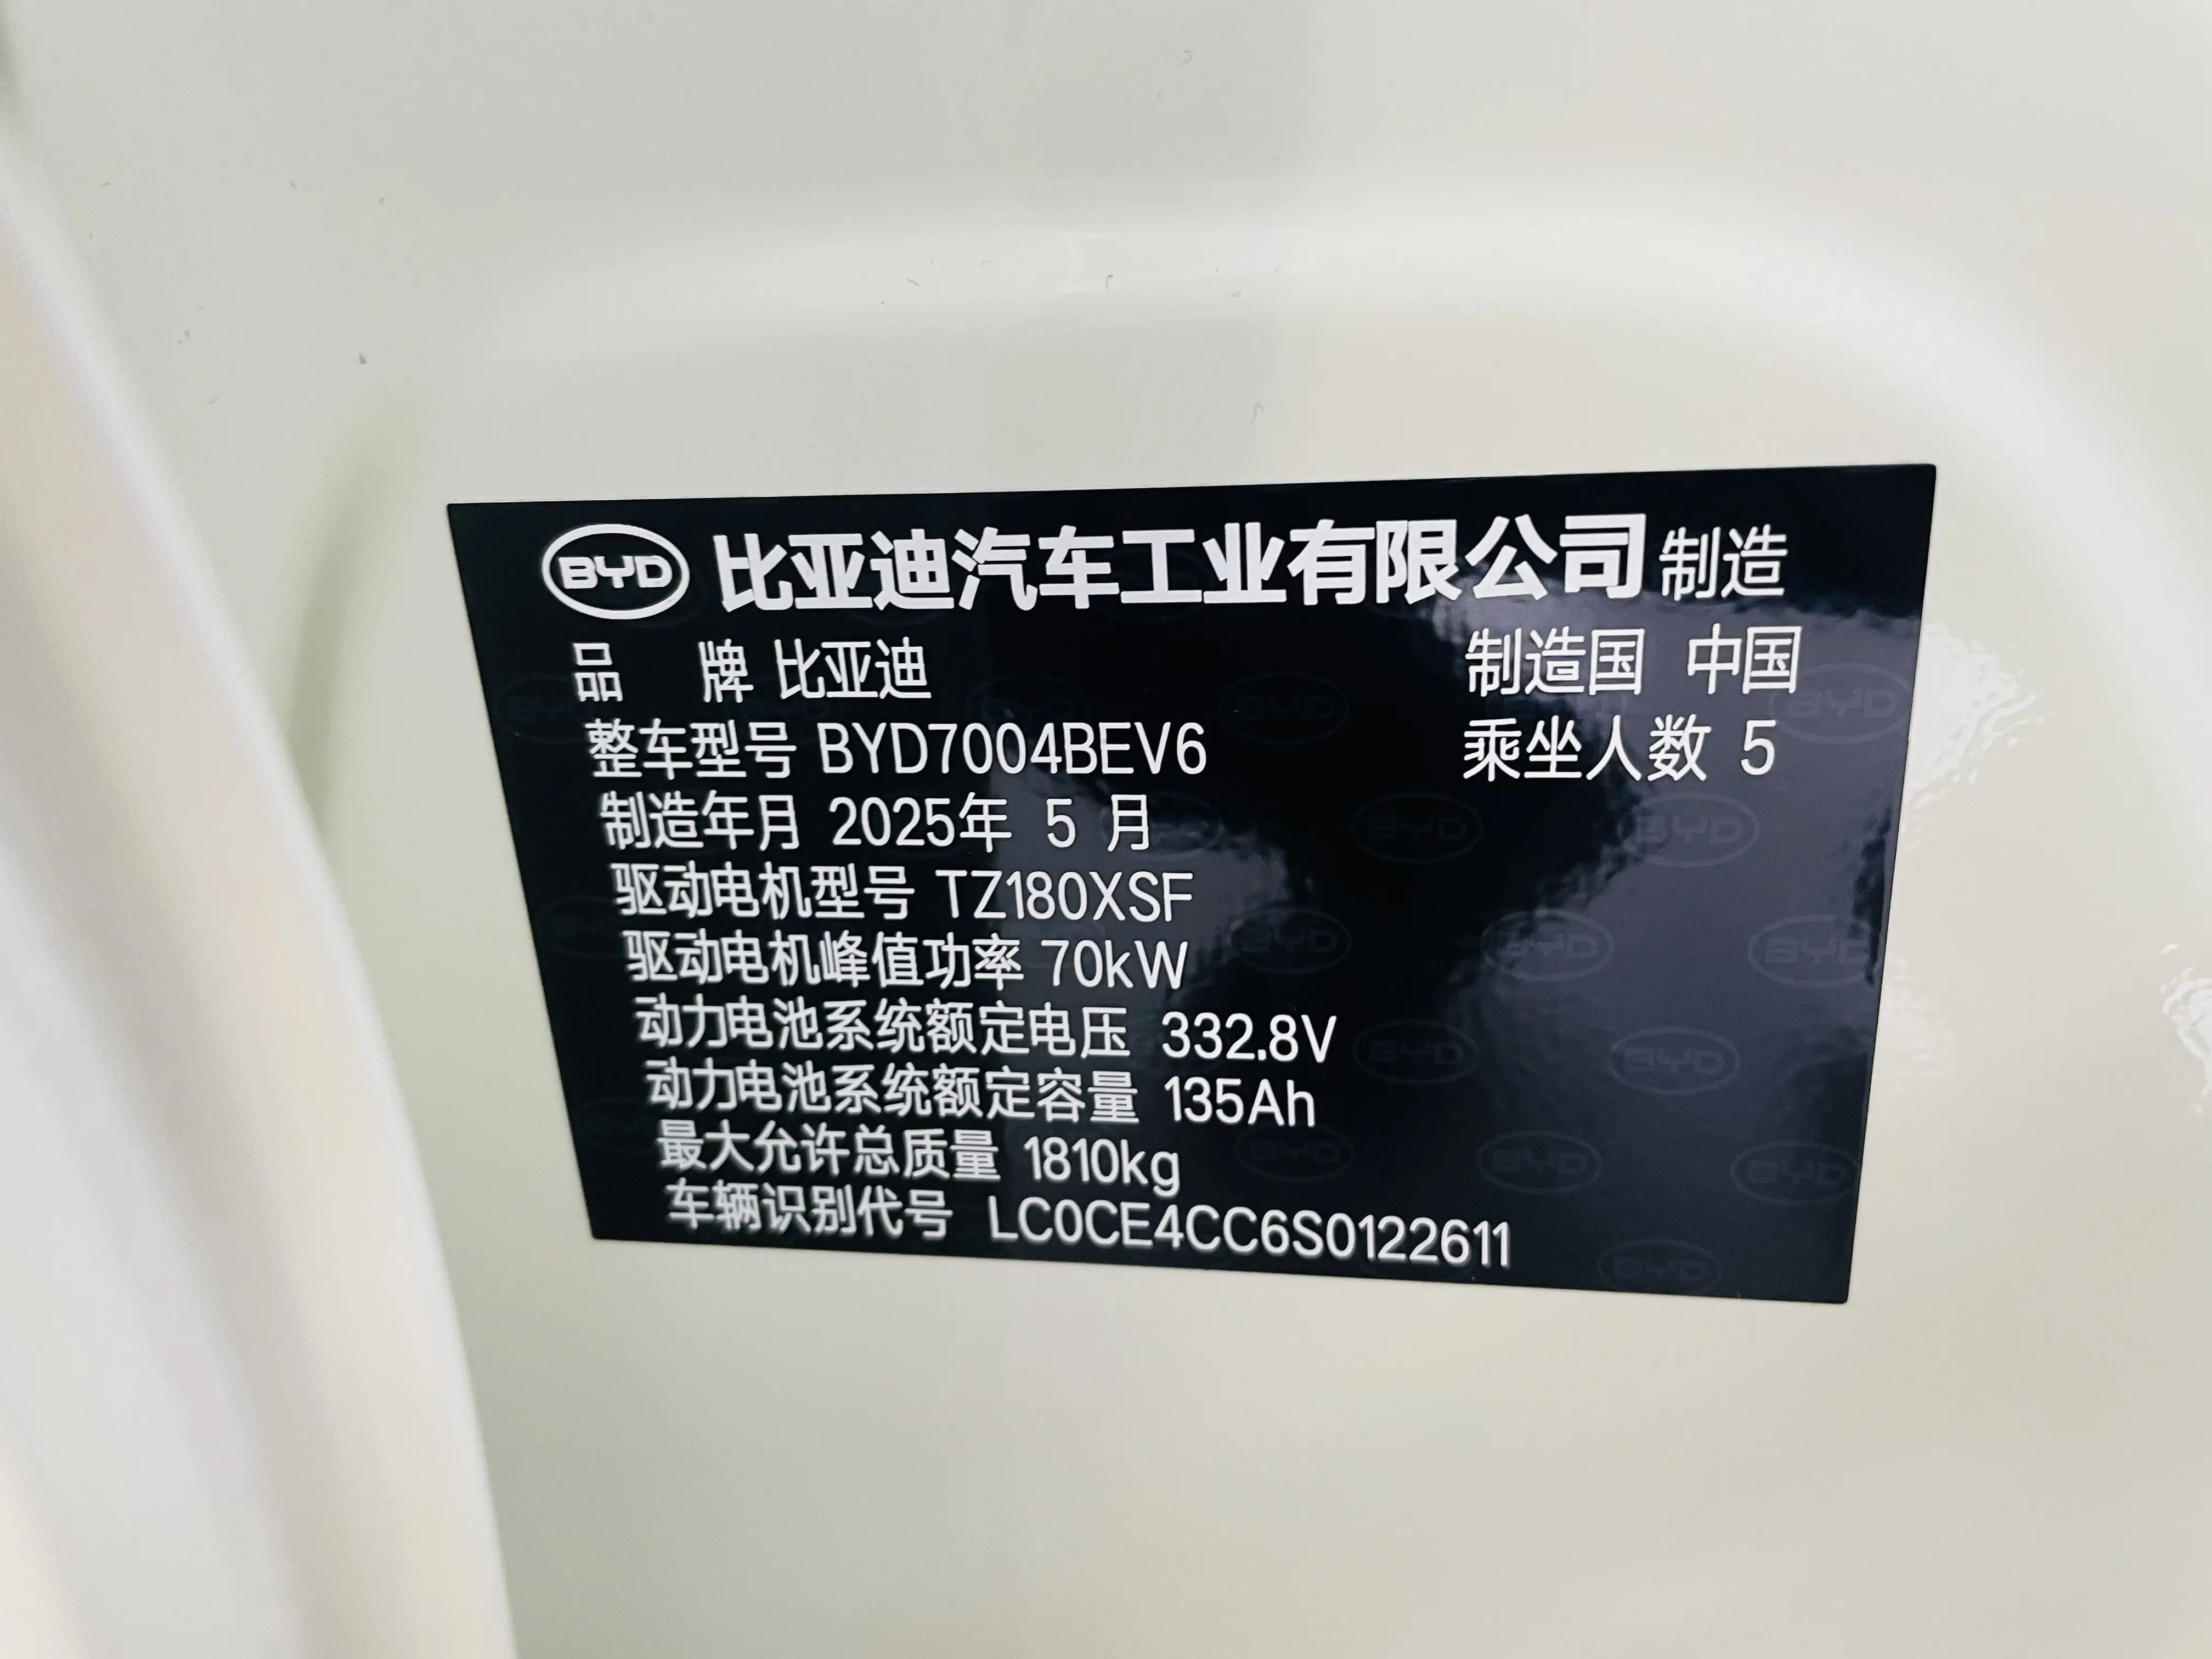 BYD 比亚迪汽车工业有限公司 制造
品 牌 比亚迪 制造国 中国
整车型号 BYD7004BEV6 乘坐人数 5
制造年月 2025年 5 月
驱动电机型号 TZ180XSF
驱动电机峰值功率 70kW
动力电池系统额定电压 332.8V
动力电池系统额定容量 135Ah
最大允许总质量 1810kg
车辆识别代号 LC0CE4CC6S0122611